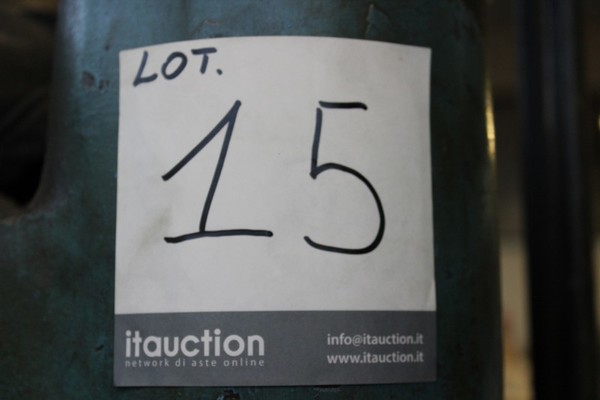 LOT.
15
itauction
network di aste online
info@itauction.it
www.itauction.it